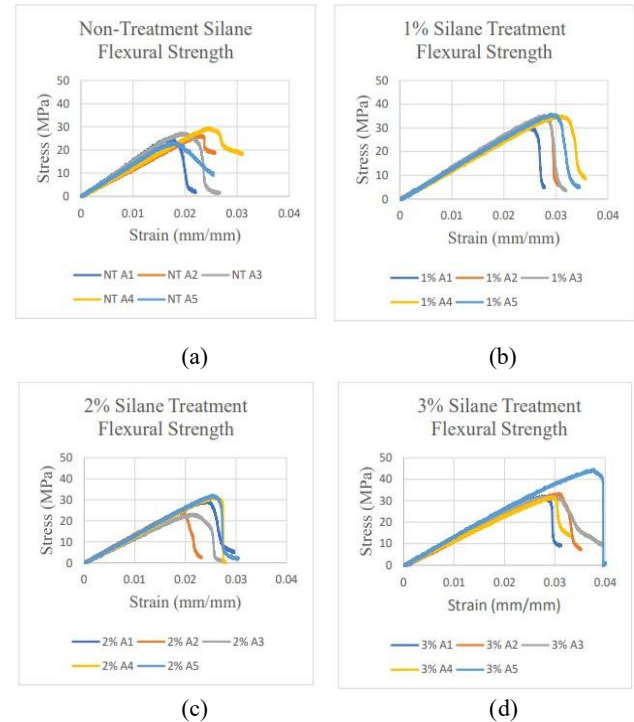 Non-Treatment Silane
Flexural Strength
Stress (MPa)
50
40
30
20
10
0
0 0.01 0.02 0.03 0.04
Strain (mm/mm)
NT A1 NT A2 NT A3
NT A4 NT A5
(a)
1% Silane Treatment
Flexural Strength
Stress (MPa)
50
40
30
20
10
0
0 0.01 0.02 0.03 0.04
Strain (mm/mm)
1% A1 1% A2 1% A3
1% A4 1% A5
(b)
2% Silane Treatment
Flexural Strength
Stress (MPa)
50
40
30
20
10
0
0 0.01 0.02 0.03 0.04
Strain (mm/mm)
2% A1 2% A2 2% A3
2% A4 2% A5
(c)
3% Silane Treatment
Flexural Strength
Stress (MPa)
50
40
30
20
10
0
0 0.01 0.02 0.03 0.04
Strain (mm/mm)
3% A1 3% A2 3% A3
3% A4 3% A5
(d)